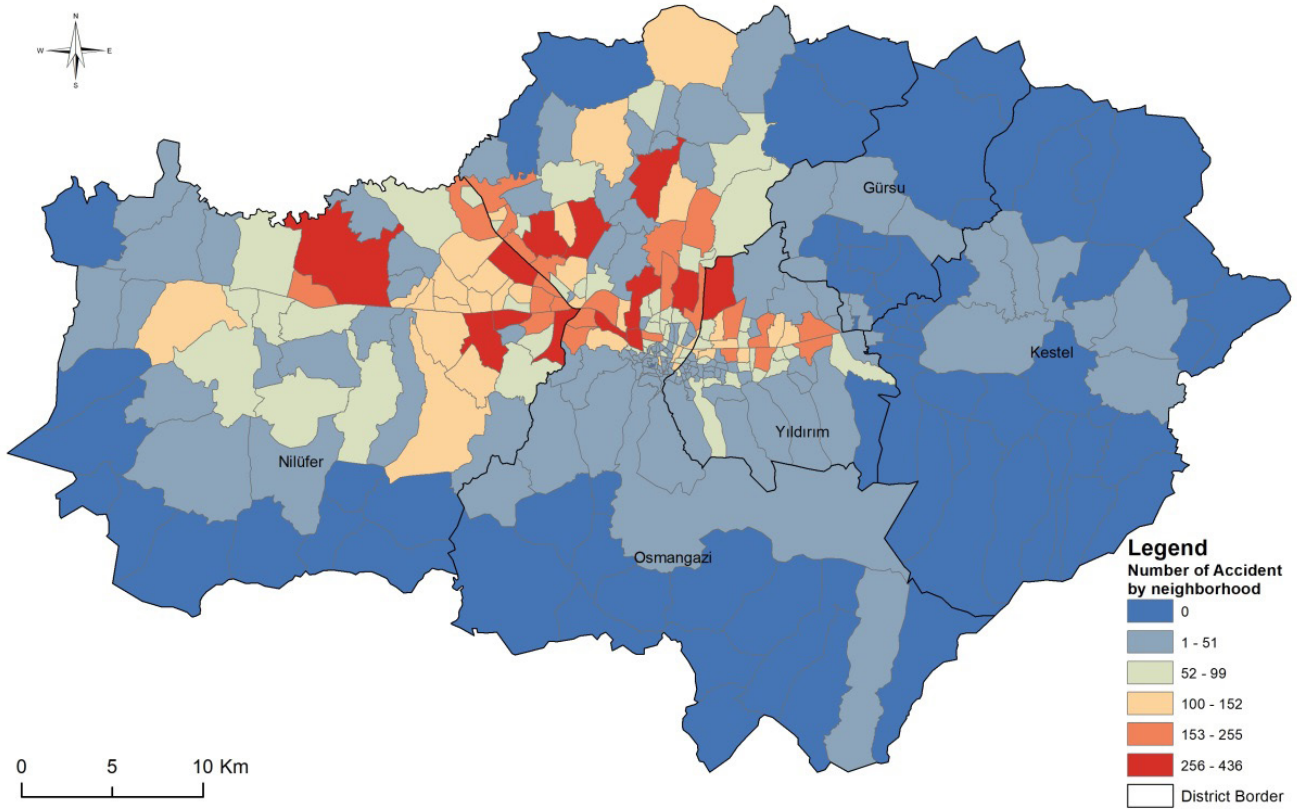 N
W E
S
Gürsu
Kestel
Yıldırım
Nilüfer
Osmangazi
Legend
Number of Accident
by neighborhood
0
1 - 51
52 - 99
100 - 152
153 - 255
256 - 436
District Border
0 5 10 Km